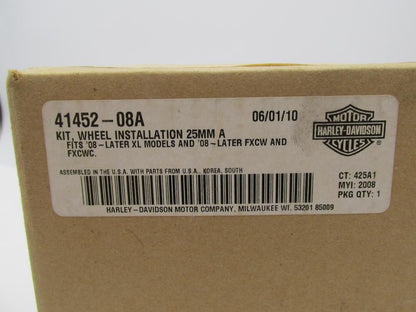 41452-08A 06/01/10
KIT, WHEEL INSTALLATION 25MM A
FITS '08-LATER XL MODELS AND '08-LATER FXCW AND
FXCWC.
MOTOR
HARLEY-DAVIDSON
CYCLES
ASSEMBLED IN THE U.S.A. WITH PARTS FROM U.S.A., KOREA, SOUTH
CT: 425A1
MYI: 2008
PKG QTY: 1
HARLEY-DAVIDSON MOTOR COMPANY, MILWAUKEE WI. 53201 85009